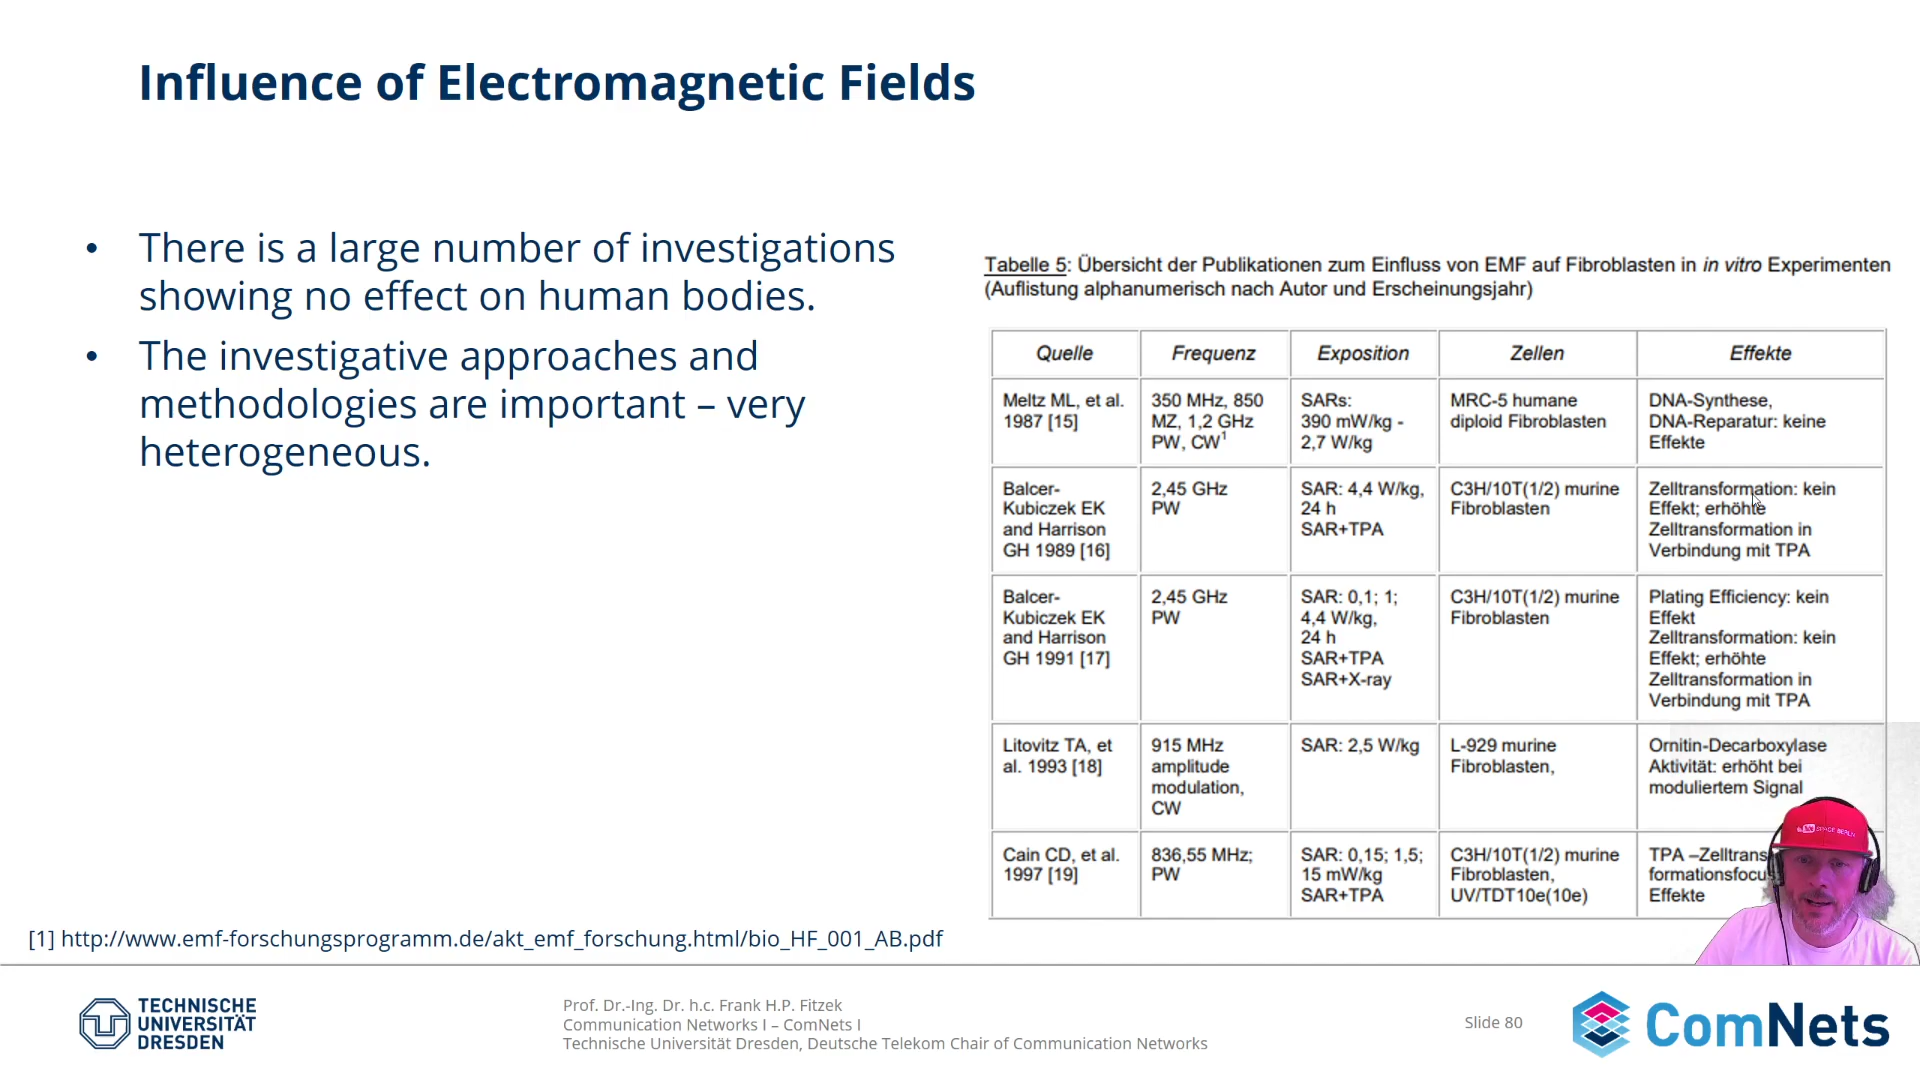 Influence of Electromagnetic Fields
• There is a large number of investigations
showing no effect on human bodies.
• The investigative approaches and
methodologies are important – very
heterogeneous.
Tabelle 5: Übersicht der Publikationen zum Einfluss von EMF auf Fibroblasten in in vitro Experimenten
(Auflistung alphanumerisch nach Autor und Erscheinungsjahr)
Quelle Frequenz Exposition Zellen Effekte
Meltz ML, et al.
1987 [15]
350 MHz, 850
MZ, 1,2 GHz
PW, CW1
SARs:
390 mW/kg -
2,7 W/kg
MRC-5 humane
diploid Fibroblasten
DNA-Synthese,
DNA-Reparatur: keine
Effekte
Balcer-
Kubiczek EK
and Harrison
GH 1989 [16]
2,45 GHz
PW
SAR: 4,4 W/kg,
24 h
SAR+TPA
C3H/10T(1/2) murine
Fibroblasten
Zelltransformation: kein
Effekt; erhöhte
Zelltransformation in
Verbindung mit TPA
Balcer-
Kubiczek EK
and Harrison
GH 1991 [17]
2,45 GHz
PW
SAR: 0,1; 1;
4,4 W/kg,
24 h
SAR+TPA
SAR+X-ray
C3H/10T(1/2) murine
Fibroblasten
Plating Efficiency: kein
Effekt
Zelltransformation: kein
Effekt; erhöhte
Zelltransformation in
Verbindung mit TPA
Litovitz TA, et
al. 1993 [18]
915 MHz
amplitude
modulation,
CW
SAR: 2,5 W/kg
L-929 murine
Fibroblasten,
Ornitin-Decarboxylase
Aktivität: erhöht bei
moduliertem Signal
Cain CD, et al.
1997 [19]
836,55 MHz;
PW
SAR: 0,15; 1,5;
15 mW/kg
SAR+TPA
C3H/10T(1/2) murine
Fibroblasten,
UV/TDT10e(10e)
TPA –Zelltrans
formationsfocu
Effekte
[1] http://www.emf-forschungsprogramm.de/akt_emf_forschung.html/bio_HF_001_AB.pdf
TECHNISCHE
UNIVERSITÄT
DRESDEN
Prof. Dr.-Ing. Dr. h.c. Frank H.P. Fitzek
Communication Networks I – ComNets I
Technische Universität Dresden, Deutsche Telekom Chair of Communication Networks
Slide 80
ComNets